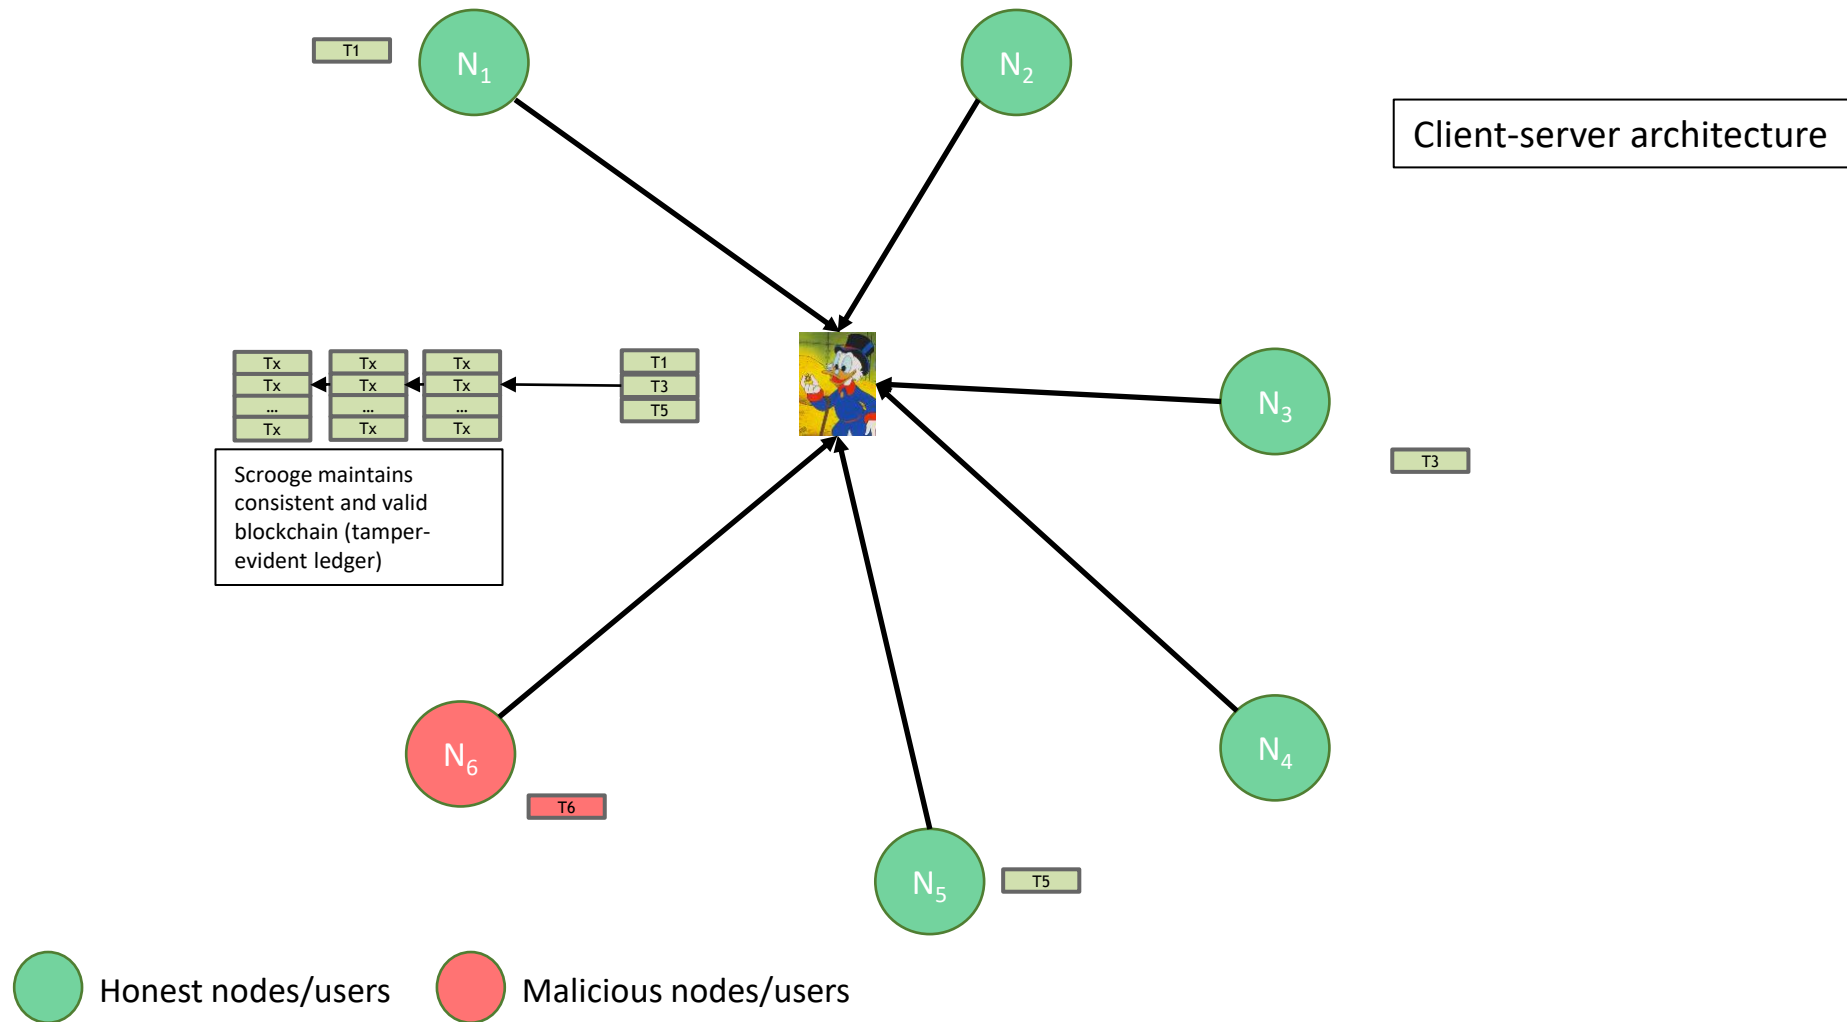 T1
N1
N2
Client-server architecture
Tx
Tx
...
Tx
Tx
Tx
...
Tx
Tx
Tx
...
Tx
T1
T3
T5
N3
T3
Scrooge maintains
consistent and valid
blockchain (tamper-
evident ledger)
N6
T6
N4
N5
T5
Honest nodes/users
Malicious nodes/users